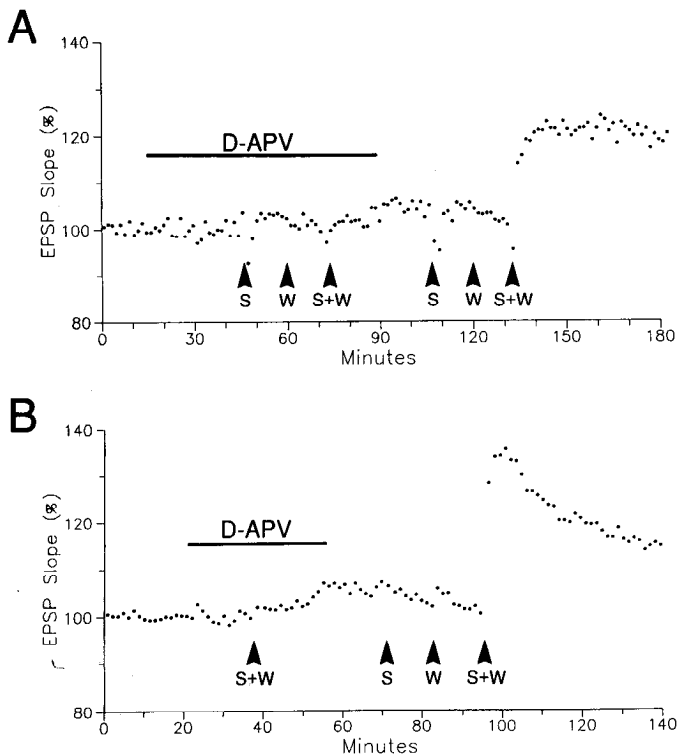 A
140
120
100
80
EPSP Slope (%)
D-APV
S W S+W S W S+W
0 30 60 90 120 150 180
Minutes
B
140
120
100
80
EPSP Slope (%)
D-APV
S+W S W S+W
0 20 40 60 80 100 120 140
Minutes